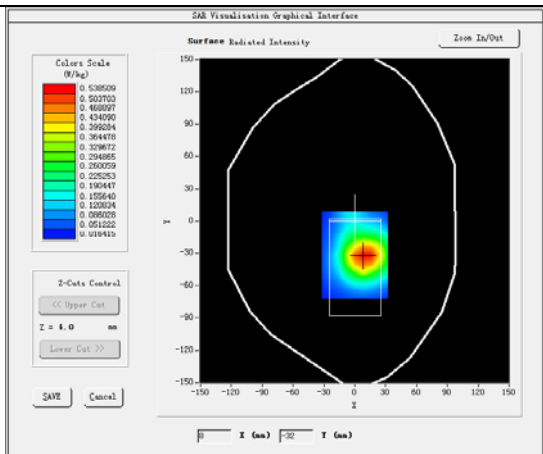 SAR Visualisation Graphical Interface
Surface Radiated Intensity
Zoom In/Out
Colors Scale
(W/kg)
0.538509
0.503703
0.468897
0.434090
0.399284
0.364478
0.329672
0.294865
0.260059
0.225253
0.190447
0.155640
0.120834
0.086028
0.051222
0.016415
150
120
90
60
30
0
-30
-60
-90
-120
-150
Y
-150 -120 -90 -60 -30 0 30 60 90 120 150
X
Z-Cuts Control
<< Upper Cut
Z = 4.0 mm
Lower Cut >>
SAVE Cancel
8 X (mm) -32 Y (mm)